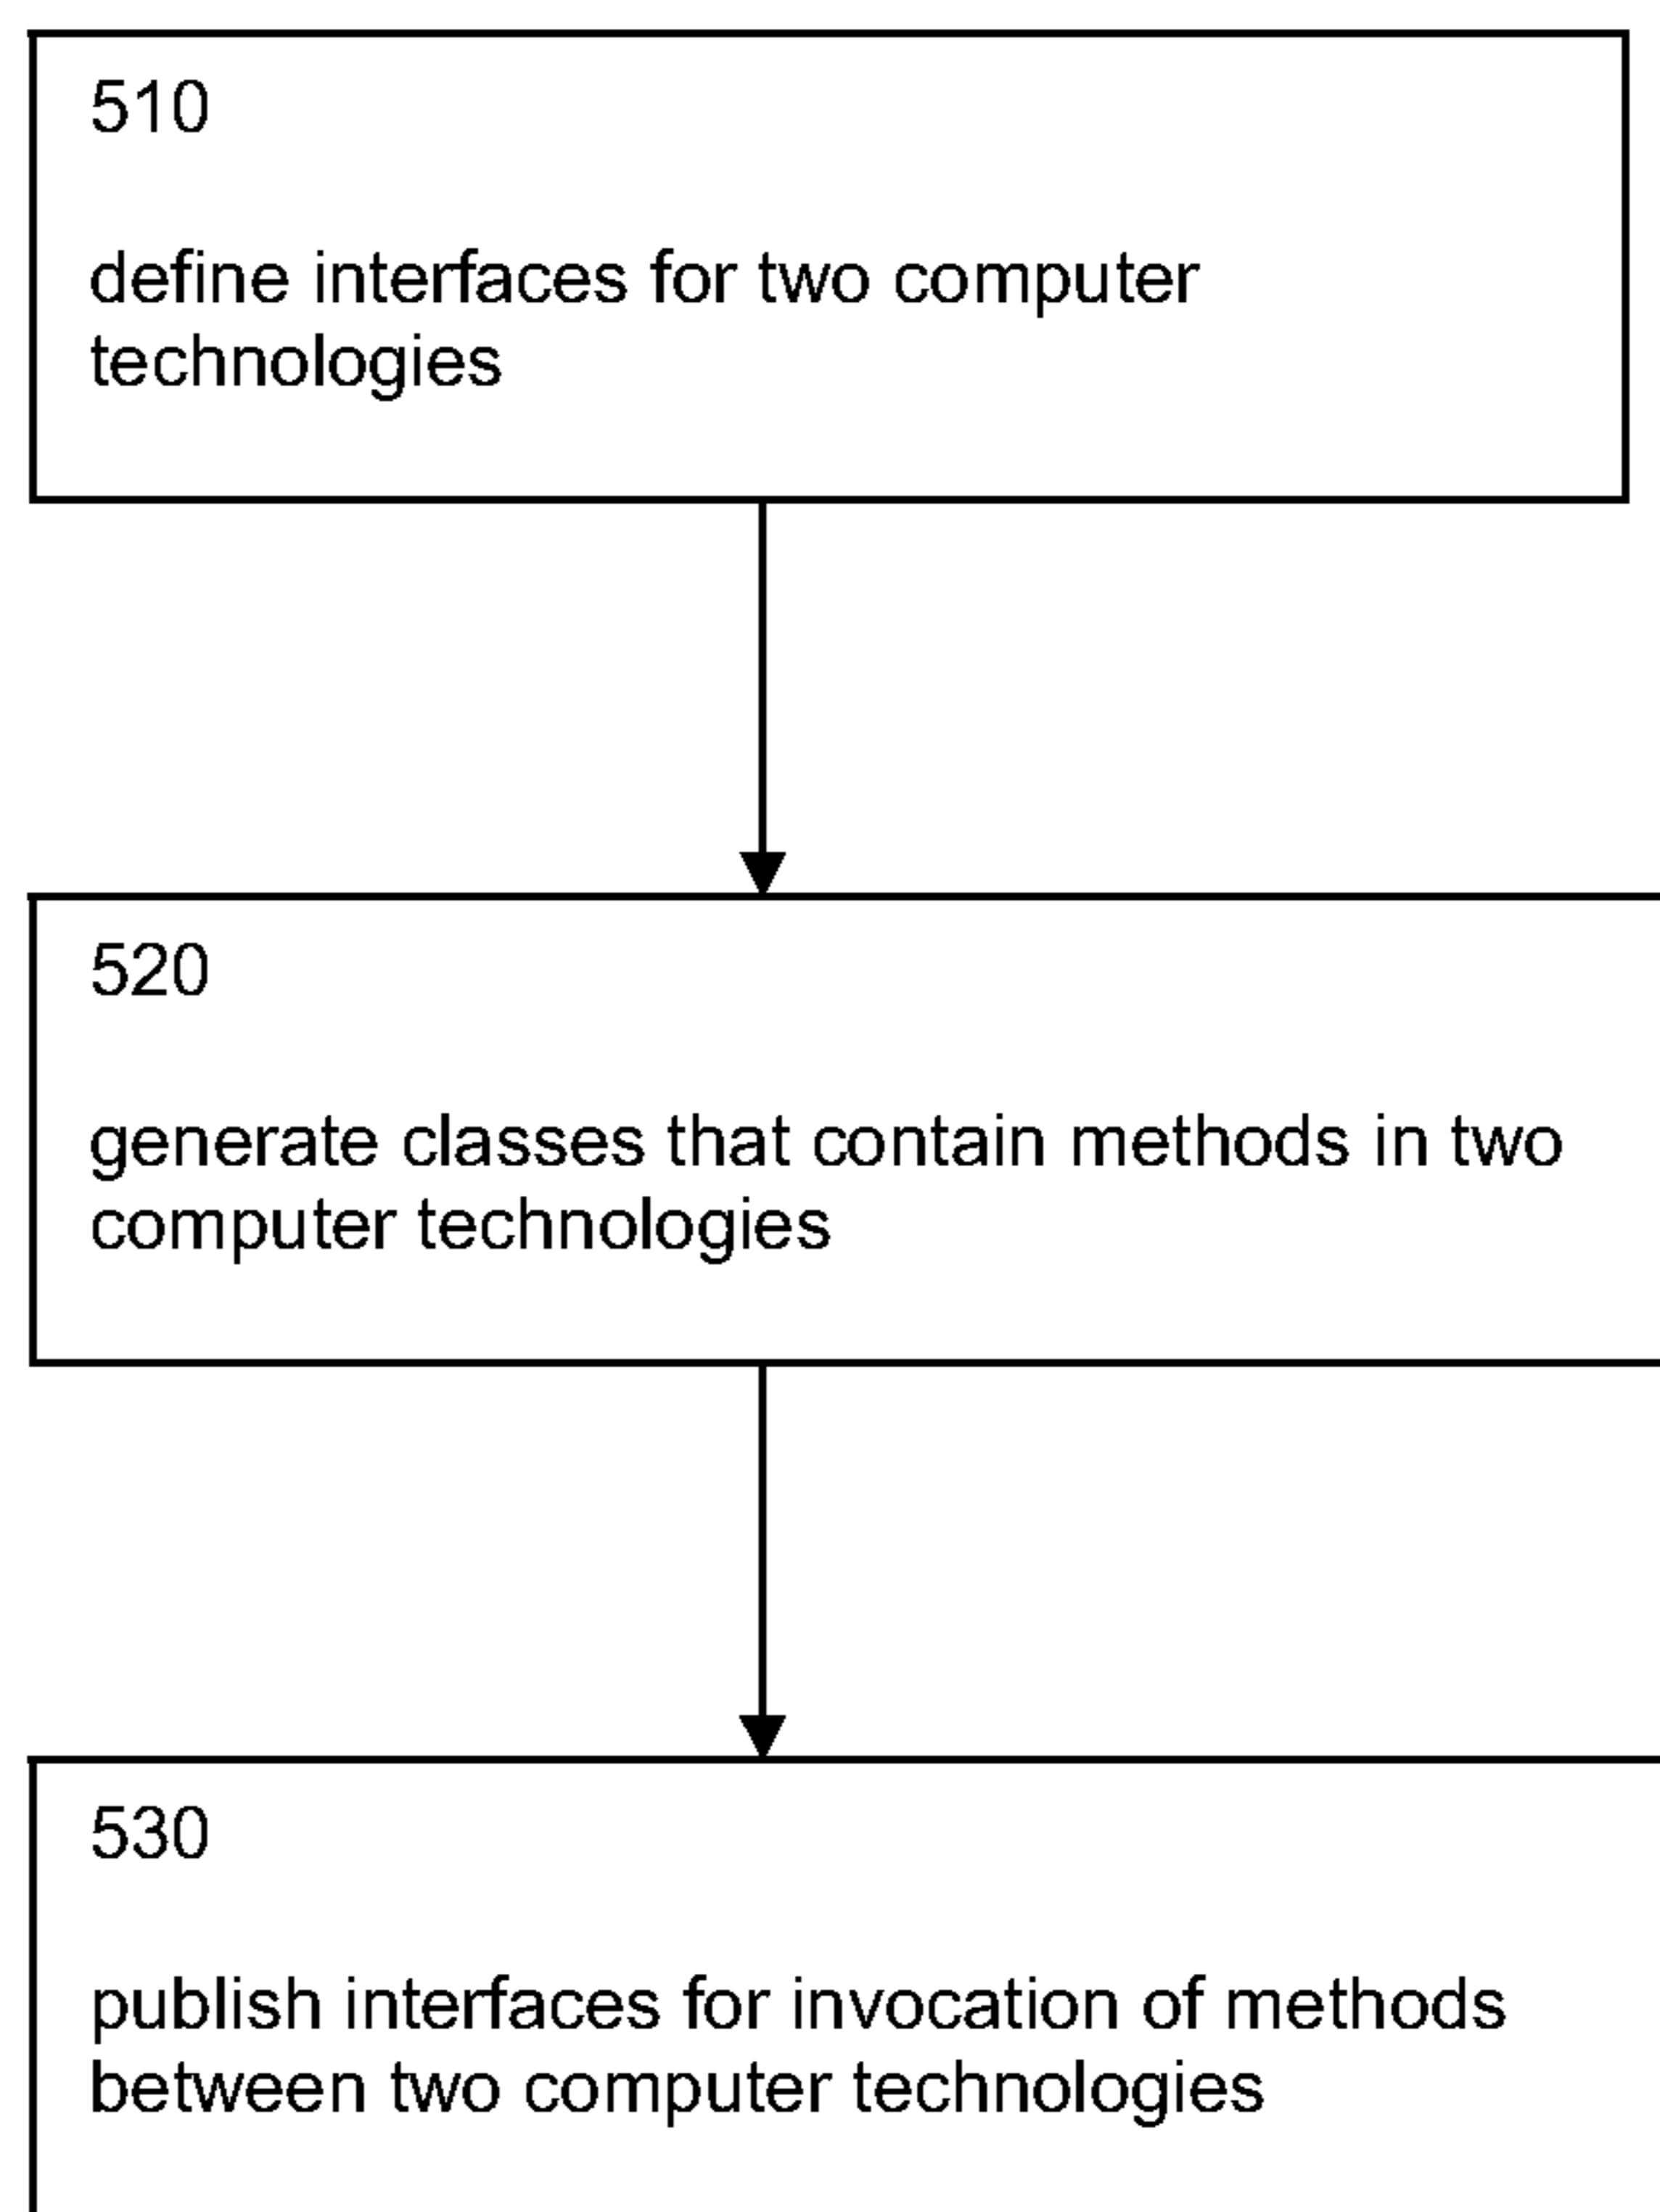 510
define interfaces for two computer
technologies
520
generate classes that contain methods in two
computer technologies
530
publish interfaces for invocation of methods
between two computer technologies